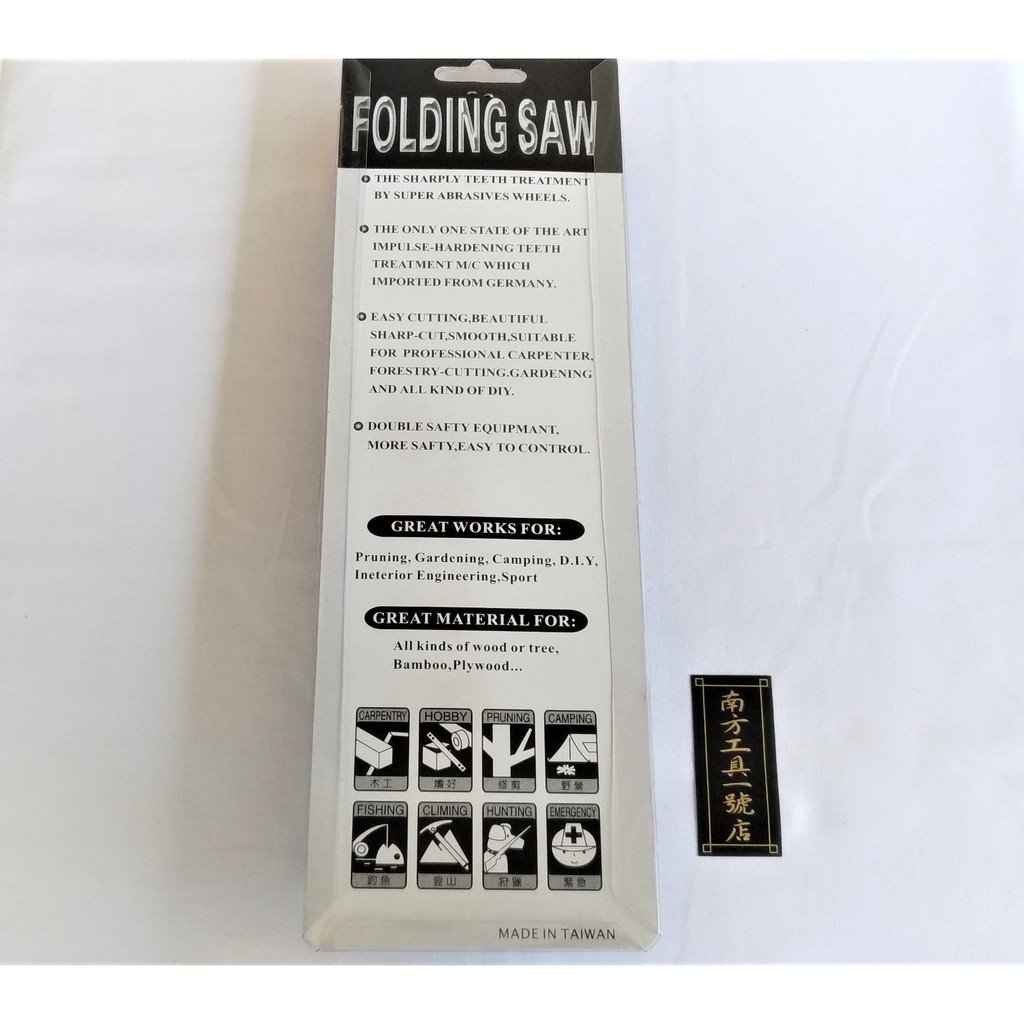 FOLDING SAW
THE SHARPLY TEETH TREATMENT
BY SUPER ABRASIVES WHEELS.
THE ONLY ONE STATE OF THE ART
IMPULSE-HARDENING TEETH
TREATMENT M/C WHICH
IMPORTED FROM GERMANY.
EASY CUTTING,BEAUTIFUL
SHARP-CUT,SMOOTH,SUITABLE
FOR PROFESSIONAL CARPENTER,
FORESTRY-CUTTING.GARDENING
AND ALL KIND OF DIY.
DOUBLE SAFTY EQUIPMANT,
MORE SAFTY,EASY TO CONTROL.
GREAT WORKS FOR:
Pruning, Gardening, Camping, D.I.Y,
Ineterior Engineering,Sport
GREAT MATERIAL FOR:
All kinds of wood or tree,
Bamboo,Plywood...
CARPENTRY HOBBY PRUNING CAMPING
木工 嗜好 修剪 野營
FISHING CLIMING HUNTING EMERGENCY
釣魚 登山 狩獵 緊急
MADE IN TAIWAN
南方工具一號店